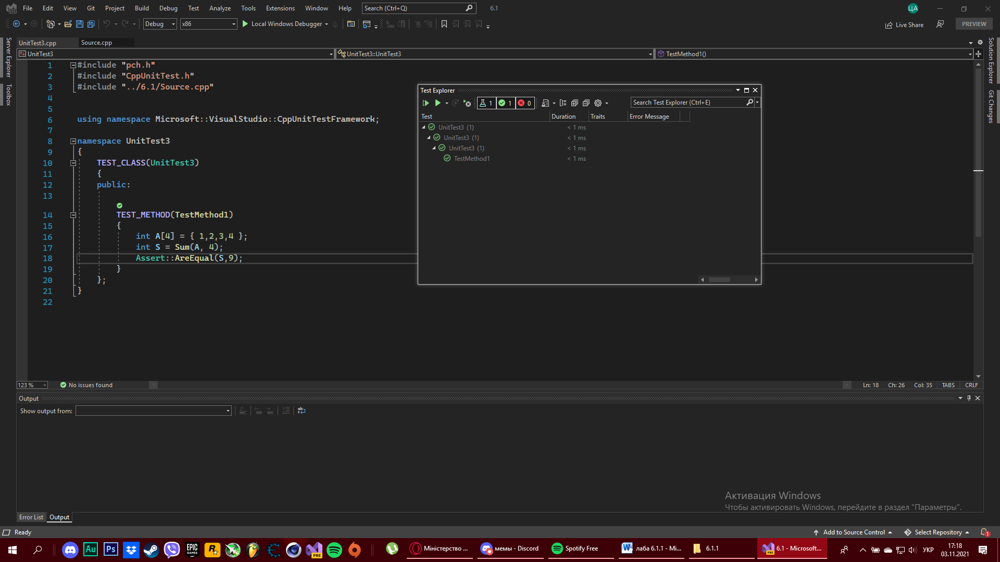 File Edit View Git Project Build Debug Test Analyze Tools Extensions Window Help Search (Ctrl+Q) 6.1 ЦА
Debug x86 Local Windows Debugger Live Share PREVIEW
UnitTest3.cpp Source.cpp
UnitTest3 UnitTest3::UnitTest3 TestMethod1()
Server Explorer
Toolbox
Solution Explorer
Git Changes
1 #include "pch.h"
2 #include "CppUnitTest.h"
3 #include "../6.1/Source.cpp"
4
5
6 using namespace Microsoft::VisualStudio::CppUnitTestFramework;
7
8 namespace UnitTest3
9 {
10 TEST_CLASS(UnitTest3)
11 {
12 public:
13
14 TEST_METHOD(TestMethod1)
15 {
16 int A[4] = { 1,2,3,4 };
17 int S = Sum(A, 4);
18 Assert::AreEqual(S,9);
19 }
20 };
21 }
22
Test Explorer
1 1 0 Search Test Explorer (Ctrl+E)
Test Duration Traits Error Message
UnitTest3 (1) < 1 ms
UnitTest3 (1) < 1 ms
UnitTest3 (1) < 1 ms
TestMethod1 < 1 ms
123 % No issues found Ln: 18 Ch: 26 Col: 35 TABS CRLF
Output
Show output from:
Активация Windows
Чтобы активировать Windows, перейдите в раздел "Параметры".
Error List Output
Ready Add to Source Control Select Repository 1
Au Ps EPIC GAMES R PRE Міністерство ... мемы - Discord Spotify Free лаба 6.1.1 - Mi... 6.1.1 6.1 - Microsoft... УКР 17:18
03.11.2021